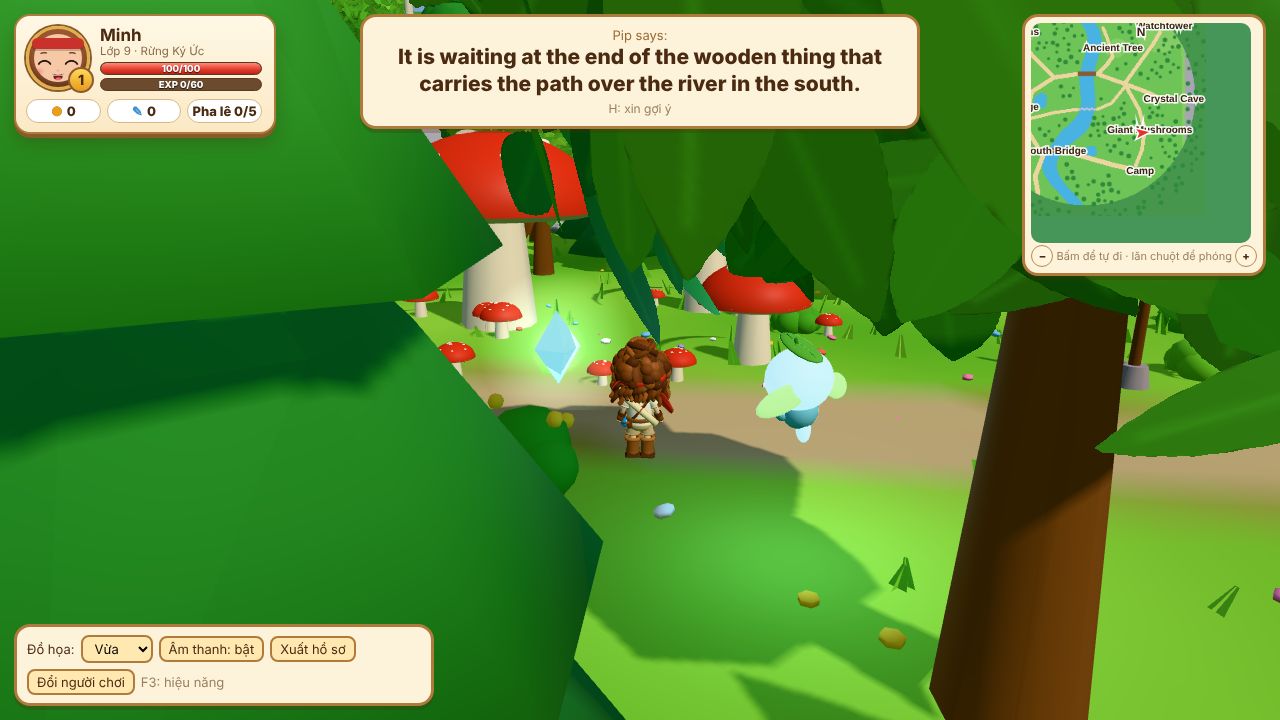 Minh
Lớp 9 · Rừng Ký Ức
100/100
1
EXP 0/60
0
0
Pha lê 0/5
Pip says:
It is waiting at the end of the wooden thing that
carries the path over the river in the south.
H: xin gợi ý
N
Ancient Tree
Crystal Cave
Giant Mushrooms
Camp
− Bấm để tự đi · lăn chuột để phóng +
Đồ họa: Vừa Âm thanh: bật Xuất hồ sơ
Đổi người chơi F3: hiệu năng